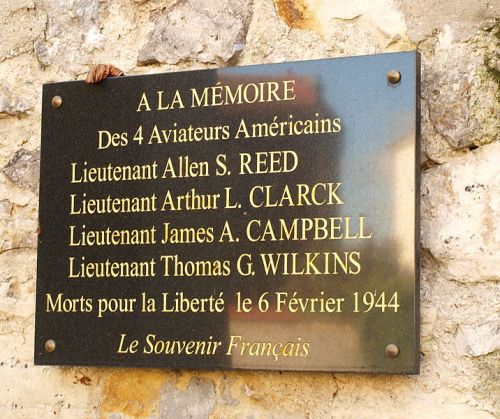 A LA MÉMOIRE
Des 4 Aviateurs Américains
Lieutenant Allen S. REED
Lieutenant Arthur L. CLARCK
Lieutenant James A. CAMPBELL
Lieutenant Thomas G. WILKINS
Morts pour la Liberté le 6 Février 1944
Le Souvenir Français